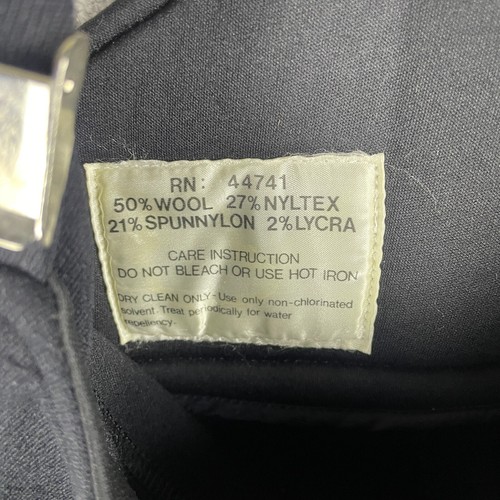 RN: 44741
50% WOOL 27% NYLTEX
21% SPUNNYLON 2% LYCRA
CARE INSTRUCTION
DO NOT BLEACH OR USE HOT IRON
DRY CLEAN ONLY - Use only non-chlorinated
solvent. Treat periodically for water
repellency.